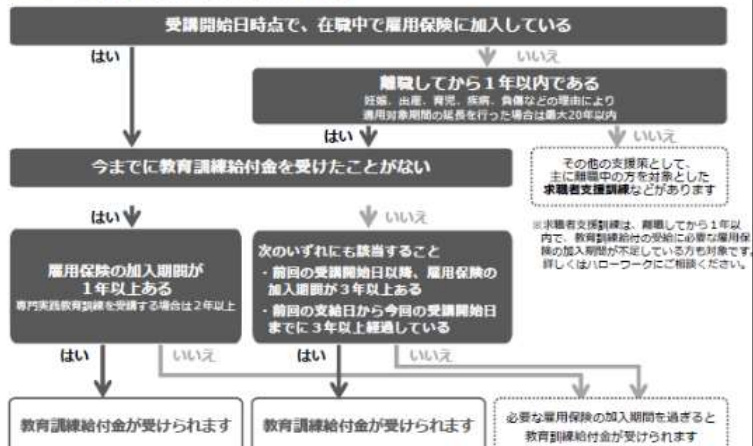 受講開始日時点で、在職中で雇用保険に加入している
はい
いいえ
離職してから1年以内である
妊娠、出産、育児、疾病、負傷などの理由により
適用対象期間の延長を行った場合は最大20年以内
はい
いいえ
今までに教育訓練給付金を受けたことがない
その他の支援策として、
主に離職中の方を対象とした
求職者支援訓練などがあります
※求職者支援訓練は、離職してから1年以
内で、教育訓練給付の受給に必要な雇用保
険の加入期間が不足している方も対象です。
詳しくはハローワークにご相談ください。
はい
いいえ
雇用保険の加入期間が
1年以上ある
専門実践教育訓練を受講する場合は2年以上
次のいずれにも該当すること
・前回の受講開始日以降、雇用保険の
加入期間が3年以上ある
・前回の支給日から今回の受講開始日
までに3年以上経過している
はい
いいえ
はい
いいえ
教育訓練給付金が受けられます
教育訓練給付金が受けられます
必要な雇用保険の加入期間を過ぎると
教育訓練給付金が受けられます